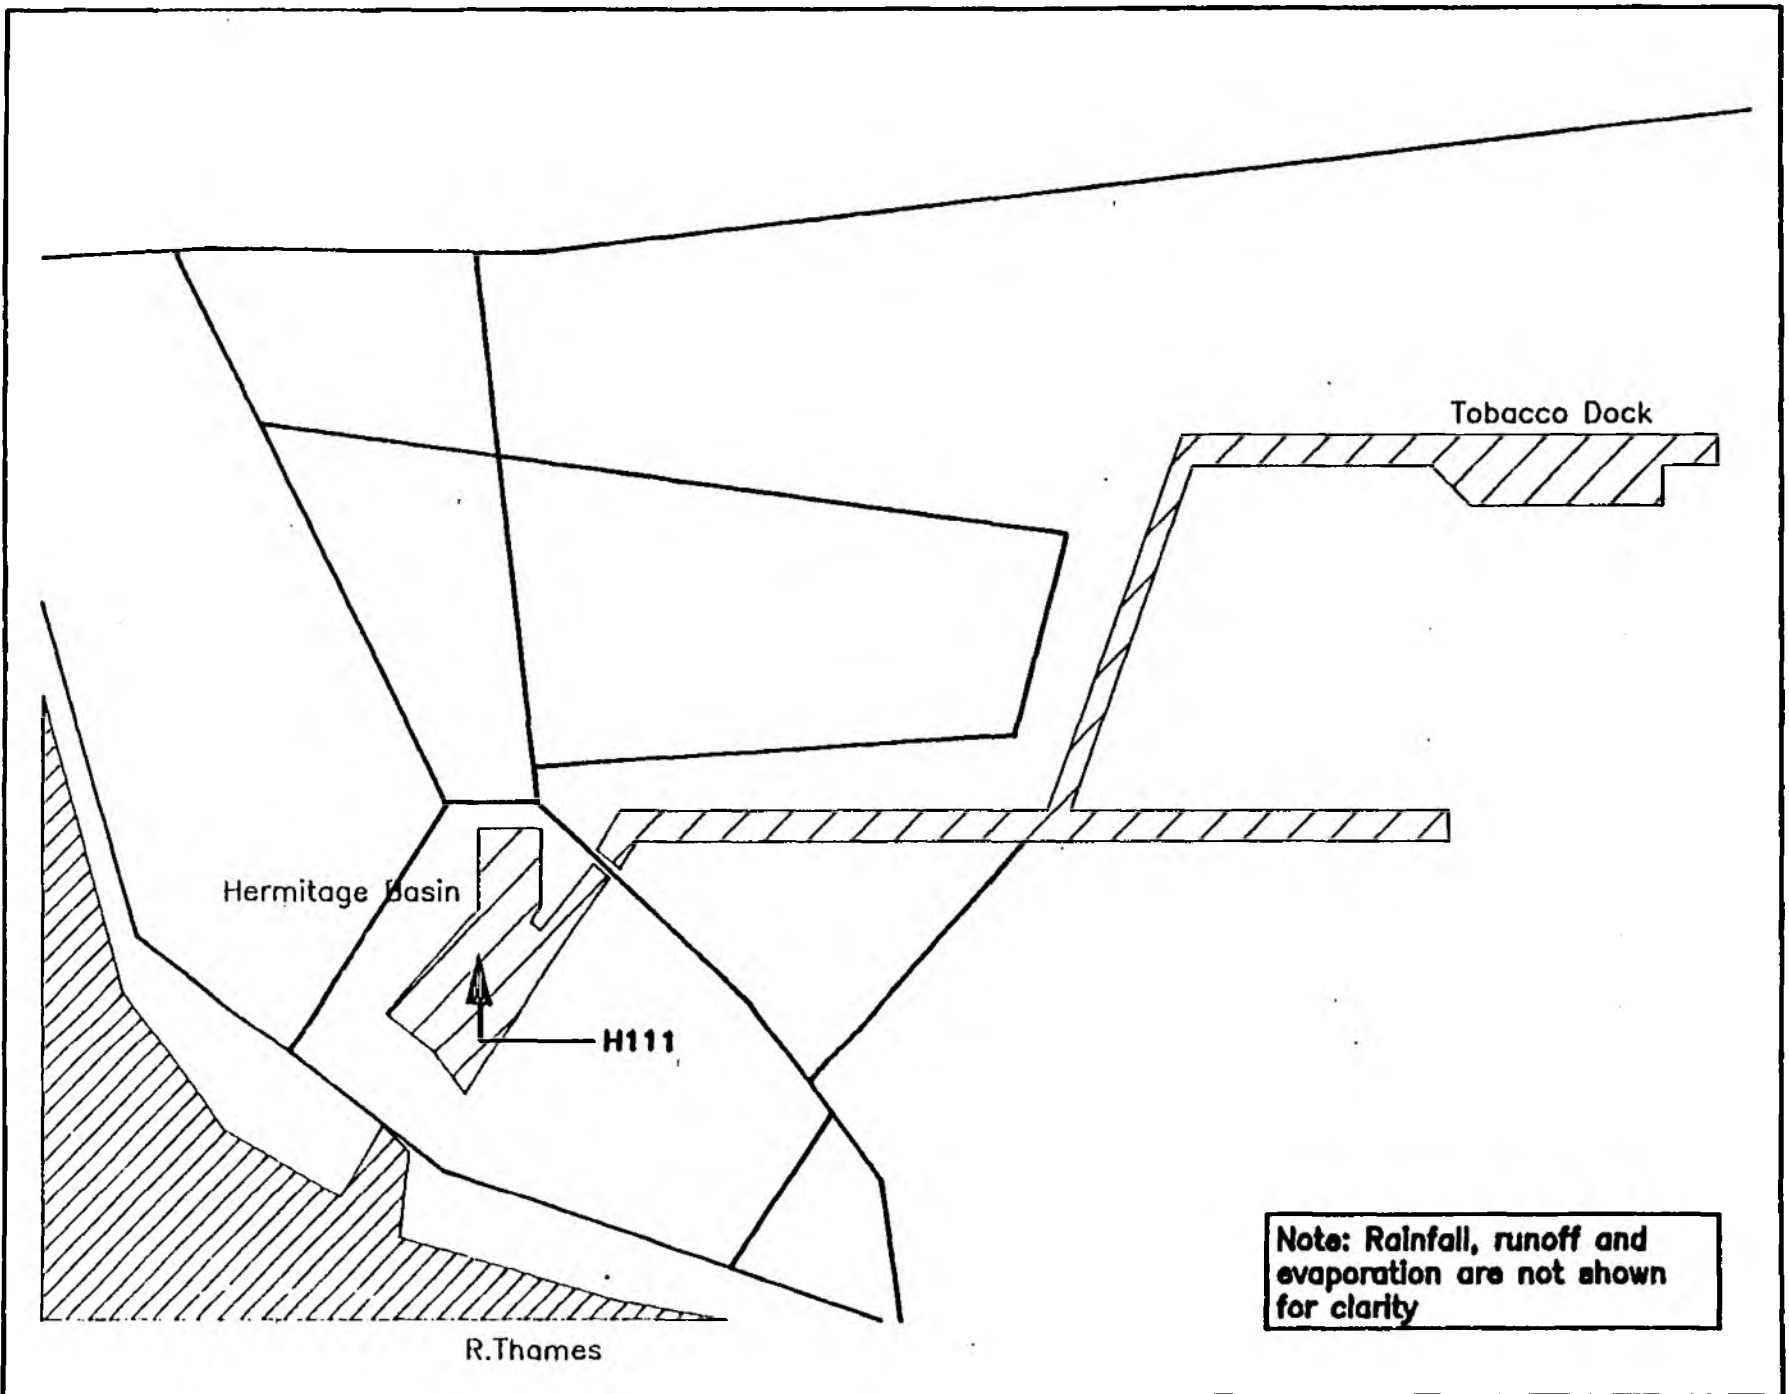 Tobacco Dock
Hermitage Basin
H111
Note: Rainfall, runoff and
evaporation are not shown
for clarity
R.Thames